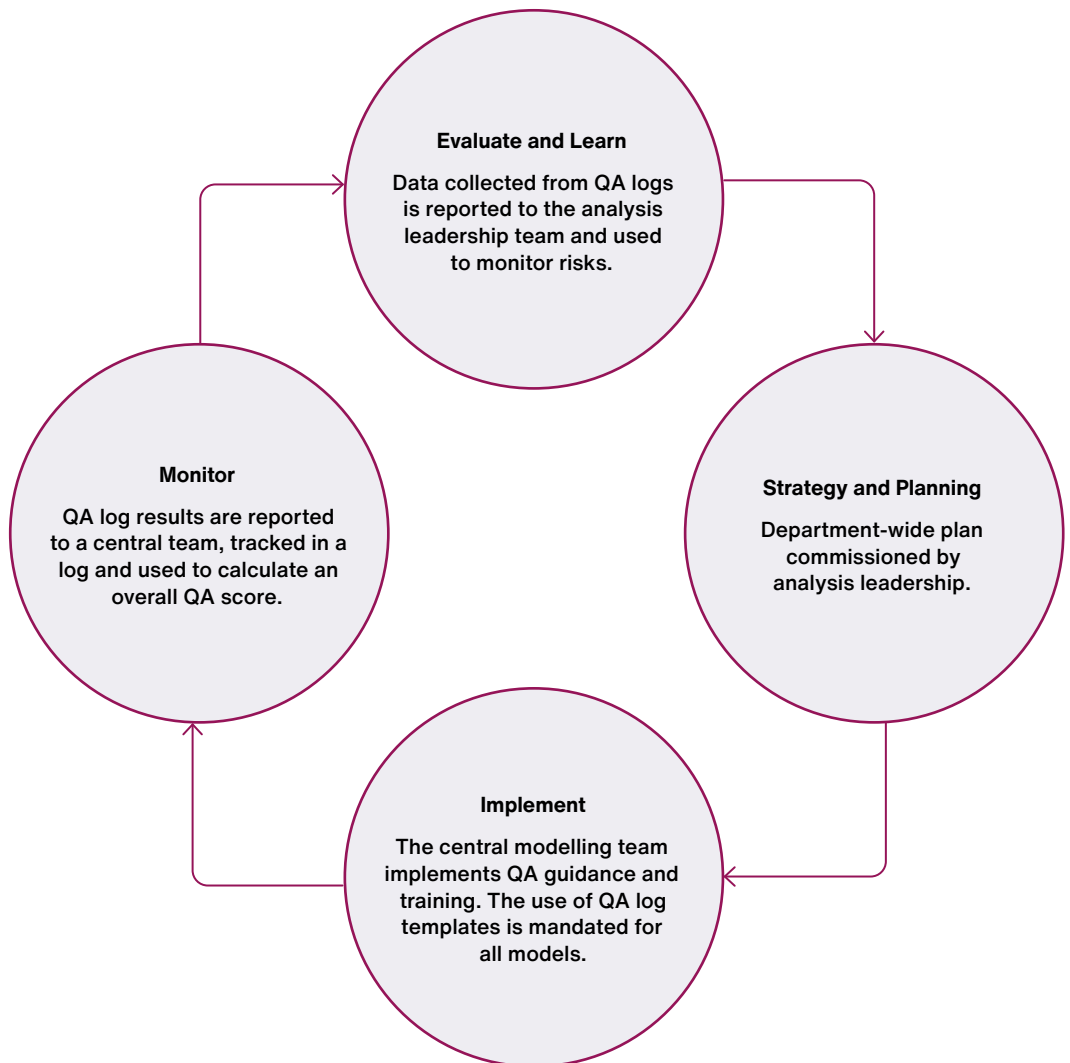 Evaluate and Learn
Data collected from QA logs
is reported to the analysis
leadership team and used
to monitor risks.
Strategy and Planning
Department-wide plan
commissioned by
analysis leadership.
Implement
The central modelling team
implements QA guidance and
training. The use of QA log
templates is mandated for
all models.
Monitor
QA log results are reported
to a central team, tracked in a
log and used to calculate an
overall QA score.